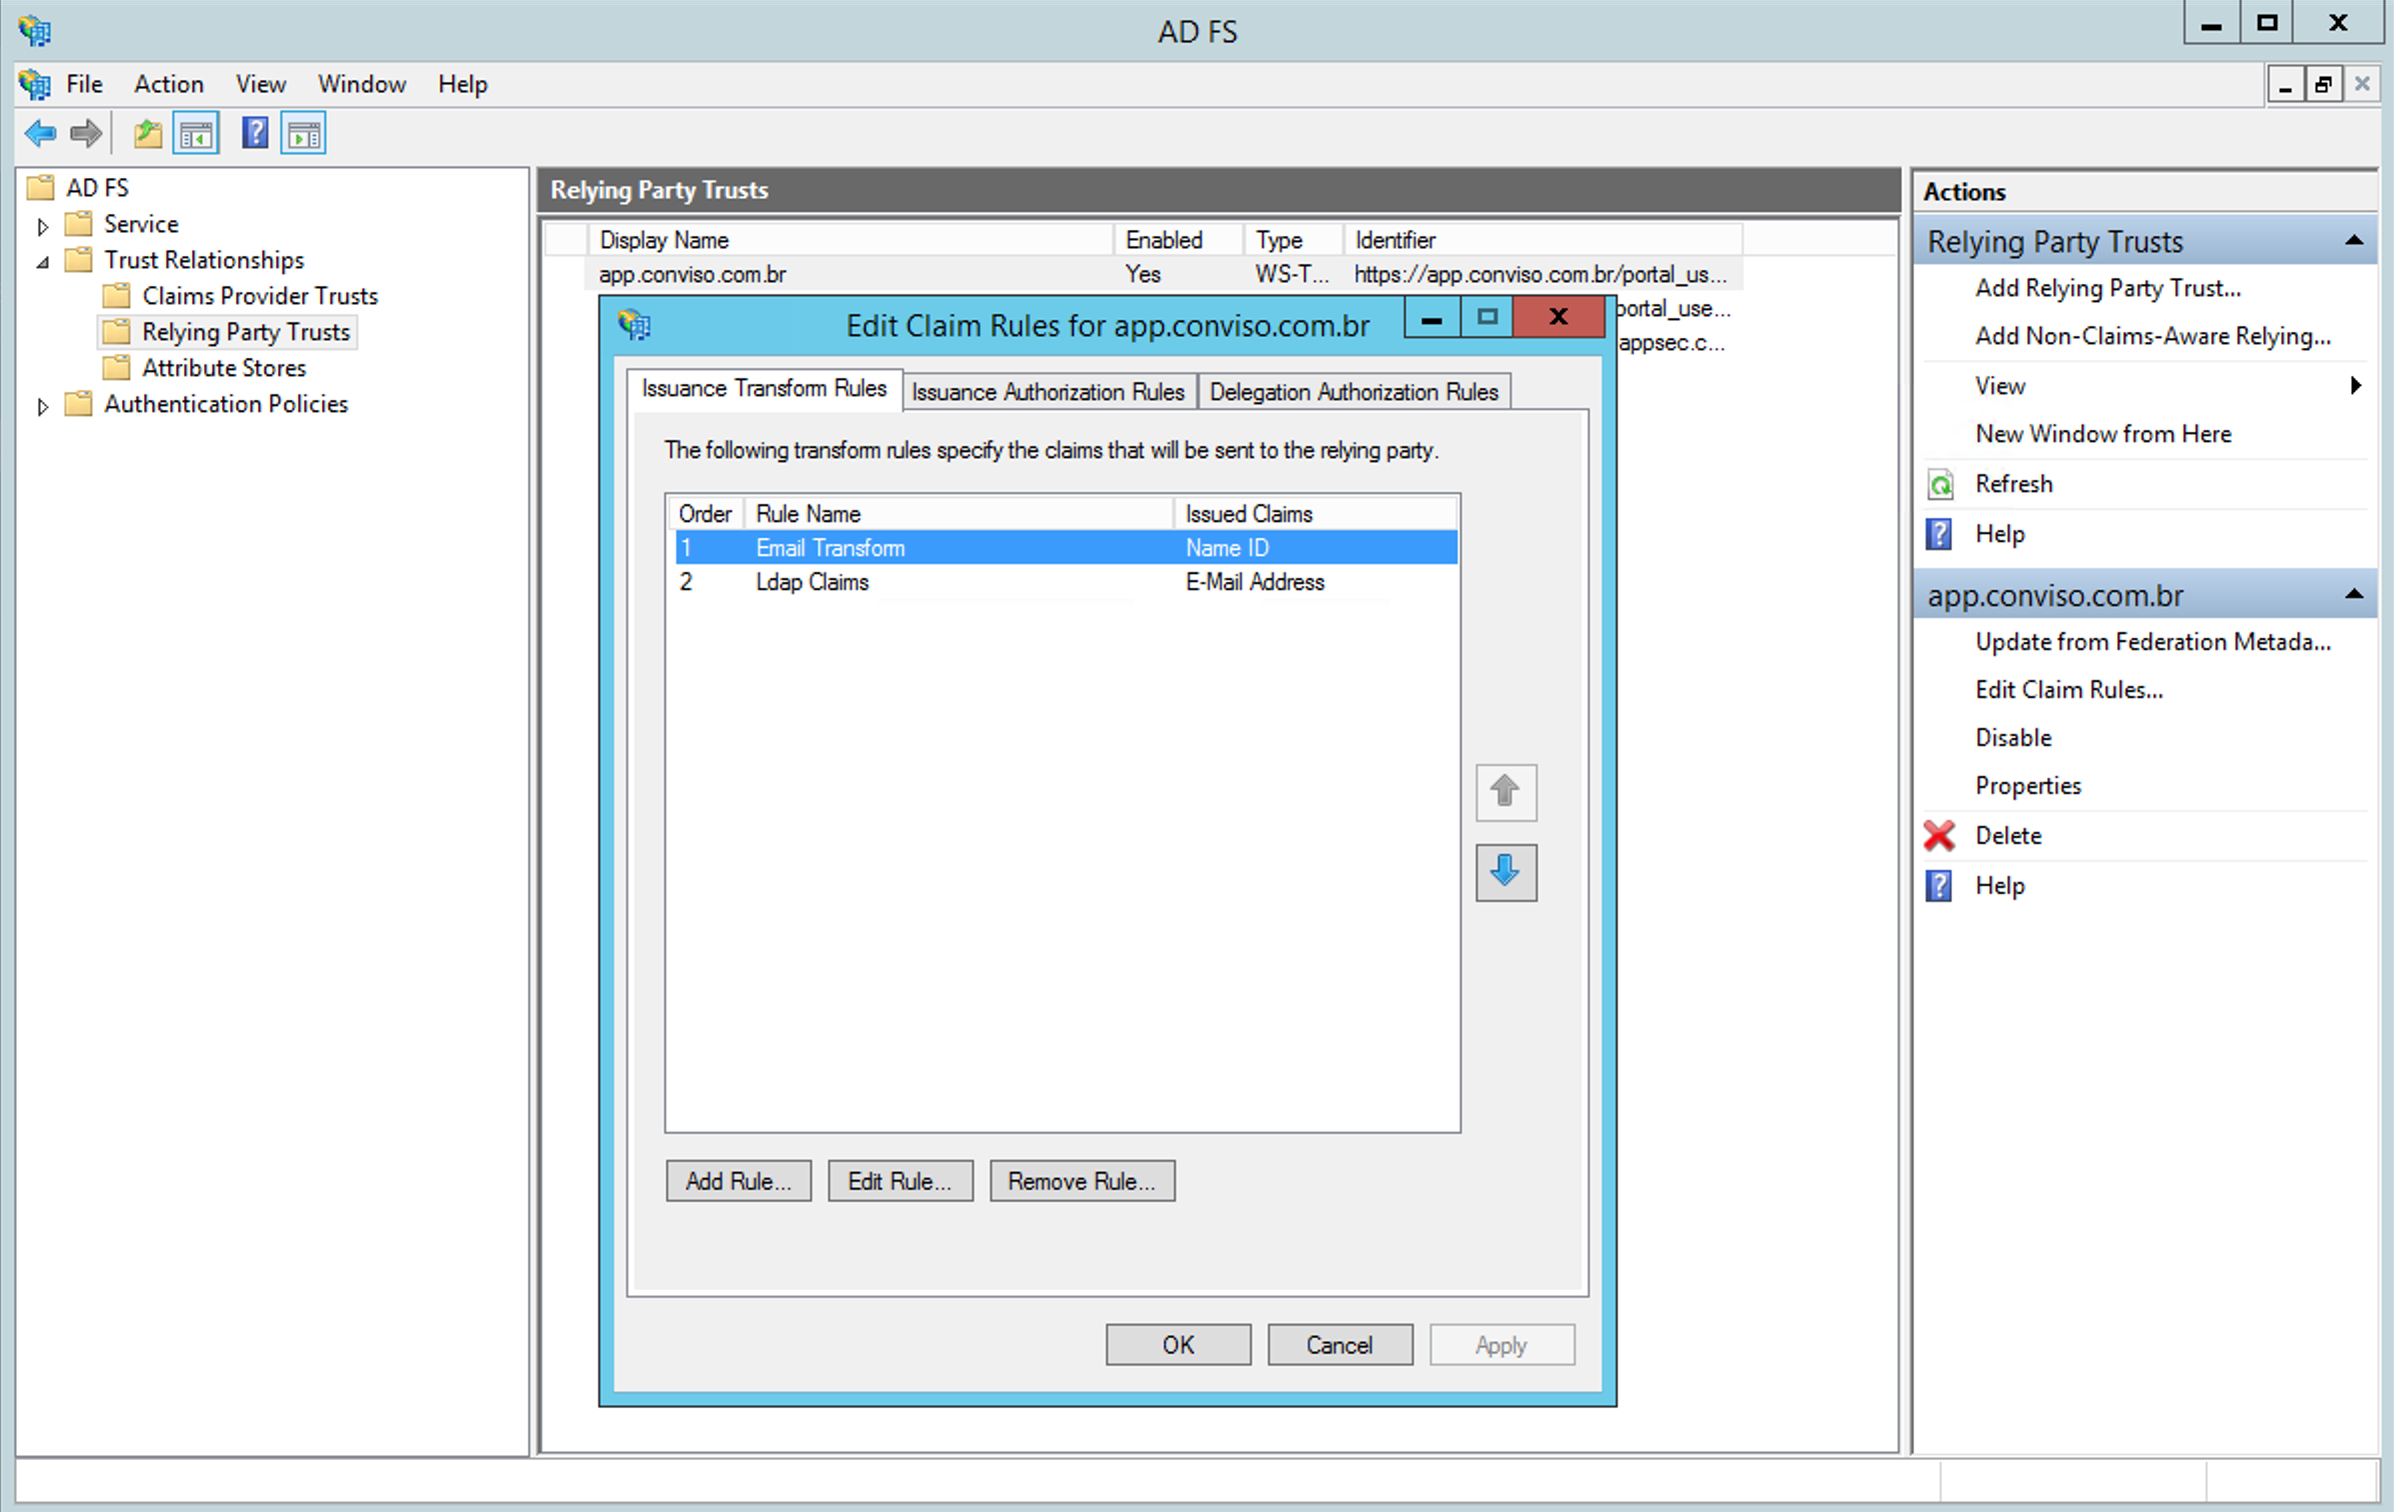 AD FS
File Action View Window Help
AD FS
Service
Trust Relationships
Claims Provider Trusts
Relying Party Trusts
Attribute Stores
Authentication Policies
Relying Party Trusts
Display Name Enabled Type Identifier
app.conviso.com.br Yes WS-T... https://app.conviso.com.br/portal_us...
portal_use...
appsec.c...
Edit Claim Rules for app.conviso.com.br
Issuance Transform Rules Issuance Authorization Rules Delegation Authorization Rules
The following transform rules specify the claims that will be sent to the relying party.
Order Rule Name Issued Claims
1 Email Transform Name ID
2 Ldap Claims E-Mail Address
Add Rule... Edit Rule... Remove Rule...
OK Cancel Apply
Actions
Relying Party Trusts
Add Relying Party Trust...
Add Non-Claims-Aware Relying...
View
New Window from Here
Refresh
Help
app.conviso.com.br
Update from Federation Metada...
Edit Claim Rules...
Disable
Properties
Delete
Help